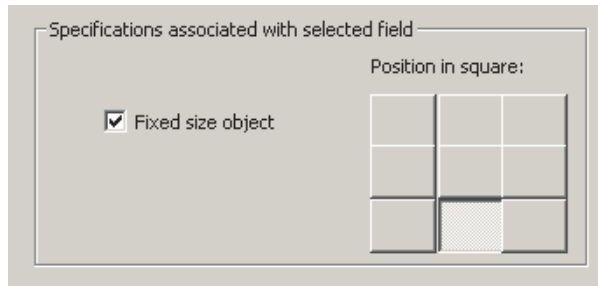 Specifications associated with selected field
Position in square:
Fixed size object